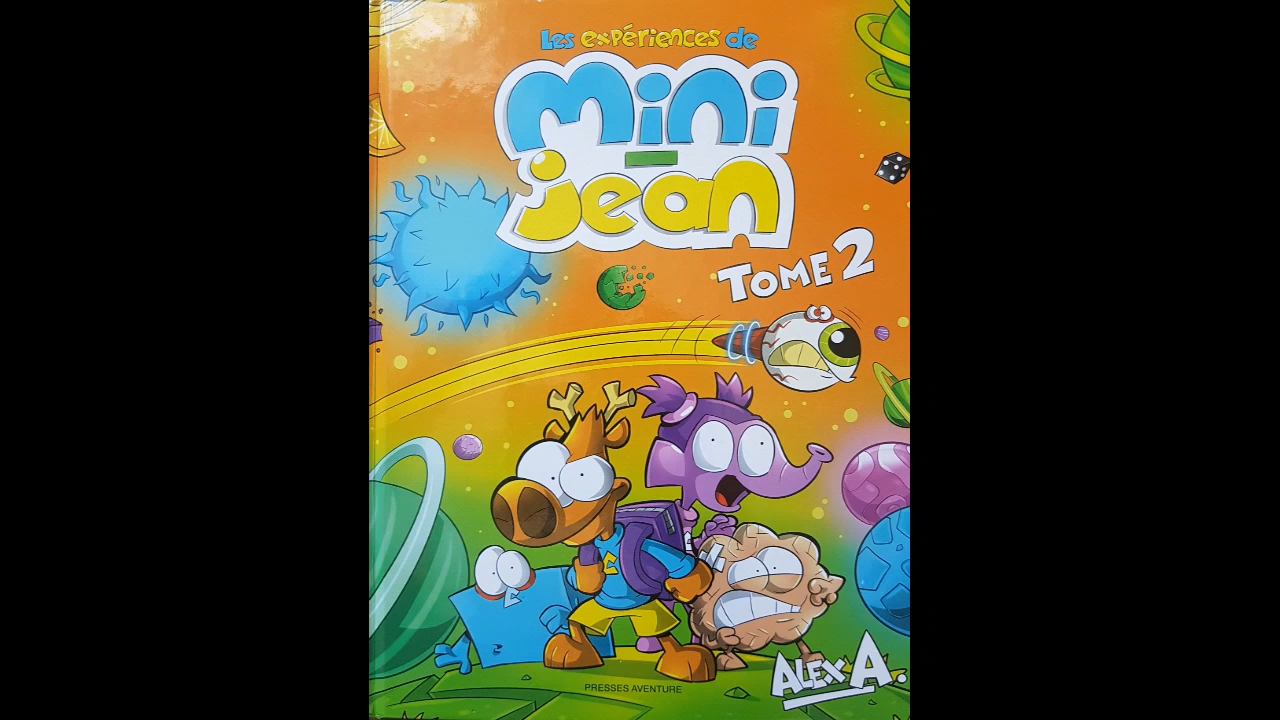 Les expériences de
mini
-
jean
TOME 2
C
ALEX A.
PRESSES AVENTURE